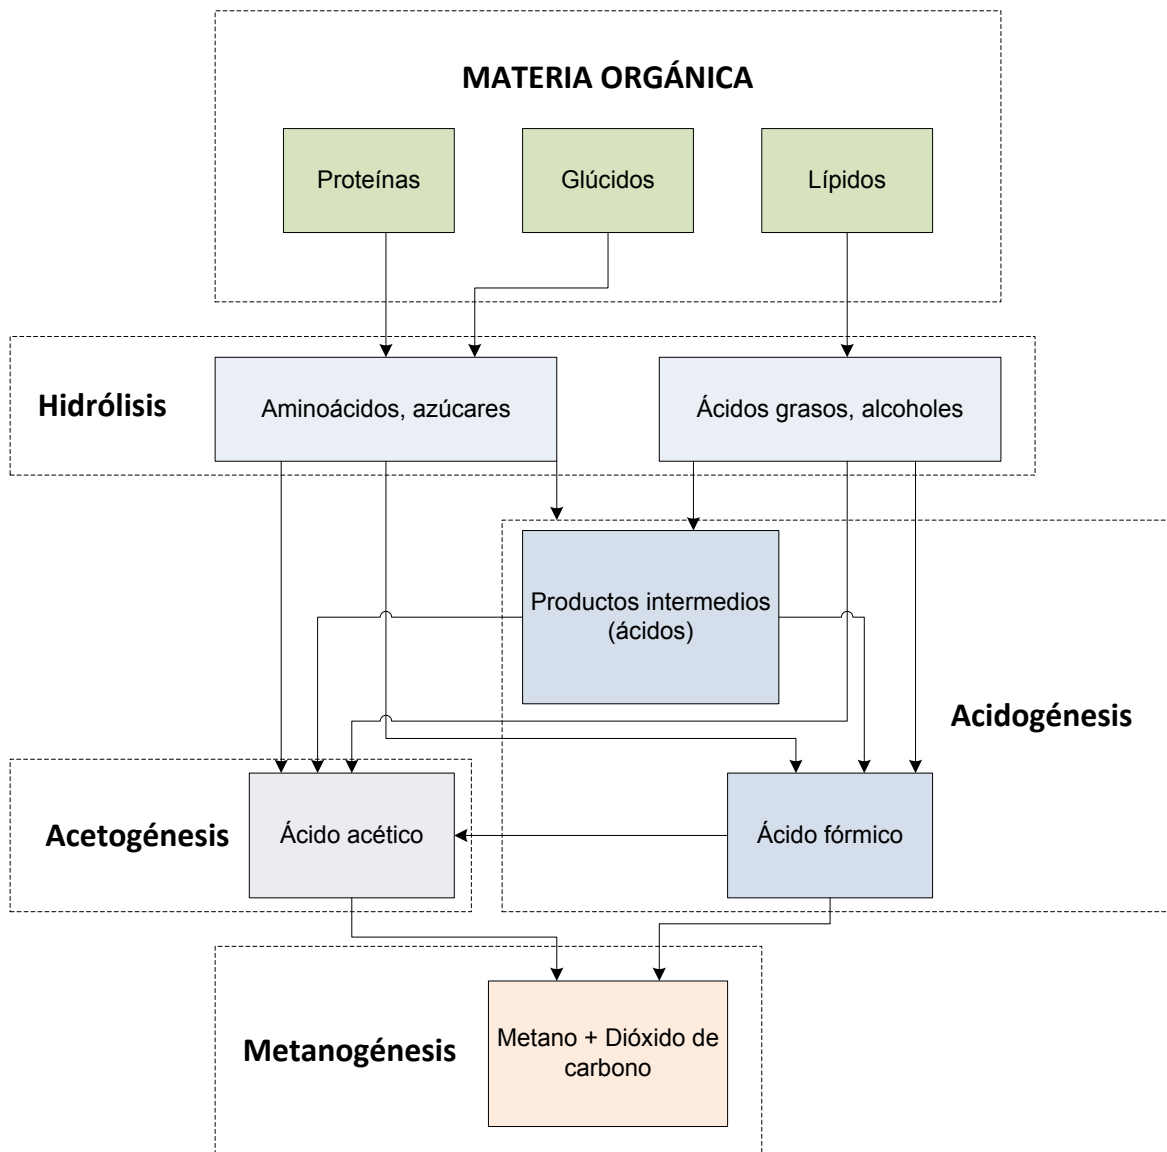 MATERIA ORGÁNICA
Proteínas
Glúcidos
Lípidos
Hidrólisis
Aminoácidos, azúcares
Ácidos grasos, alcoholes
Productos intermedios
(ácidos)
Acidogénesis
Acetogénesis
Ácido acético
Ácido fórmico
Metanogénesis
Metano + Dióxido de
carbono